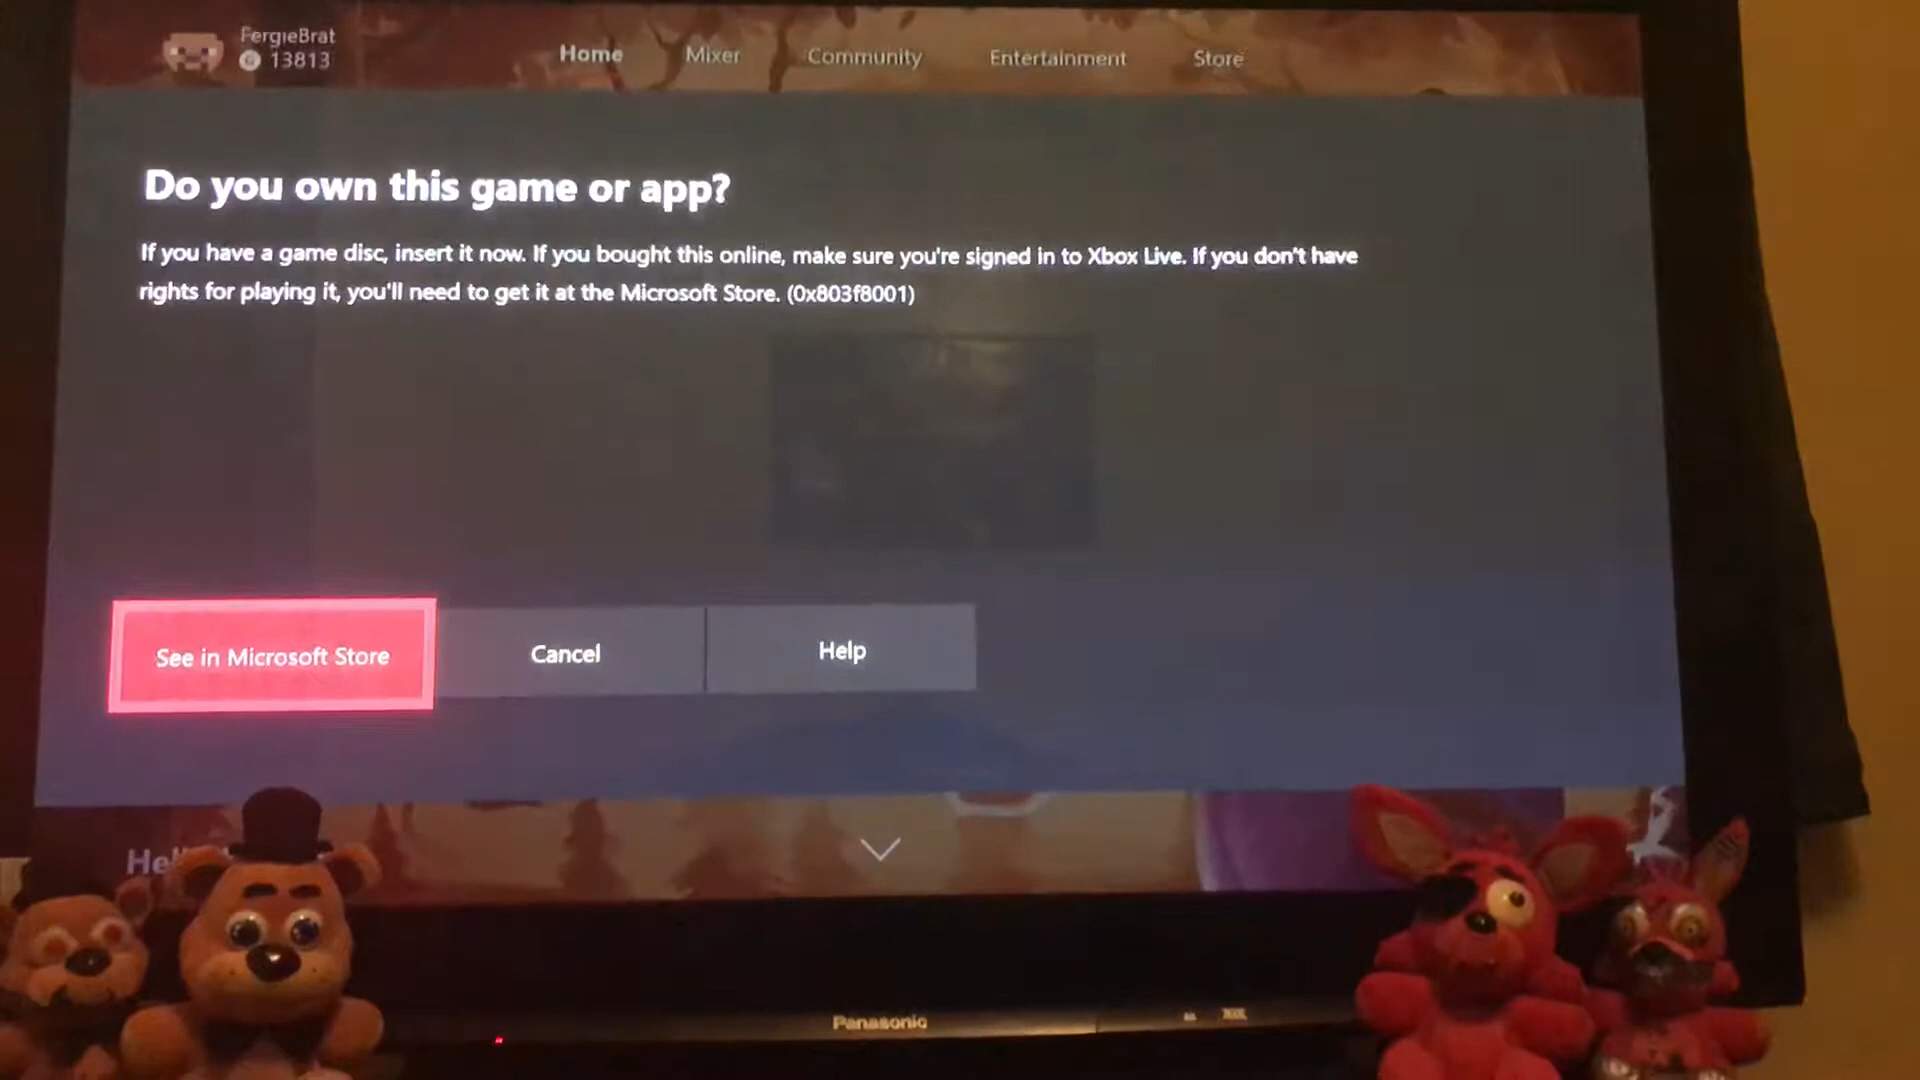 FergieBrat
G 13813
Home Mixer Community Entertainment Store
Do you own this game or app?
If you have a game disc, insert it now. If you bought this online, make sure you're signed in to Xbox Live. If you don't have
rights for playing it, you'll need to get it at the Microsoft Store. (0x803f8001)
See in Microsoft Store Cancel Help
Panasonic